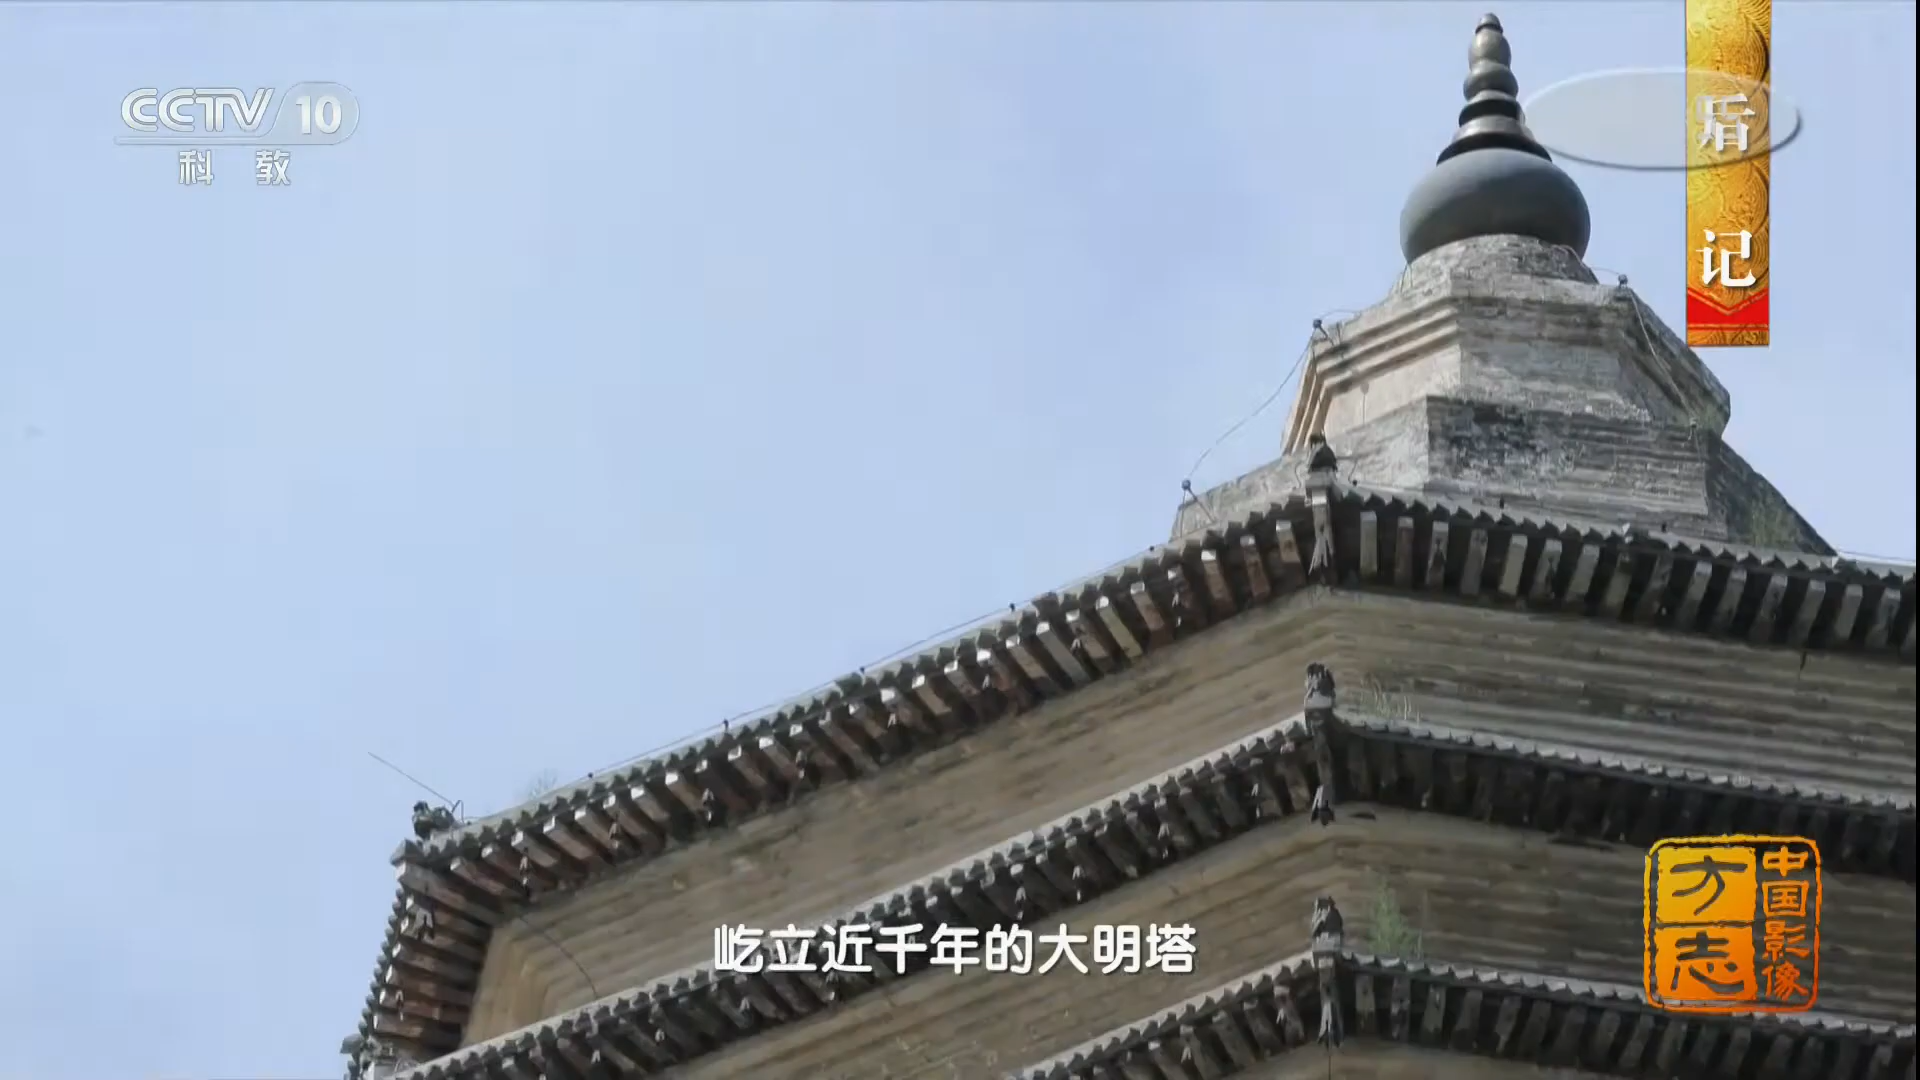 CCTV 10
科 教
后
记
屹立近千年的大明塔
方志
中国影像